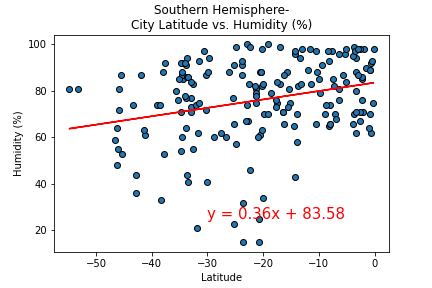 Southern Hemisphere-
City Latitude vs. Humidity (%)
100
80
60
40
20
Humidity (%)
y = 0.36x + 83.58
−50
−40
−30
−20
−10
0
Latitude